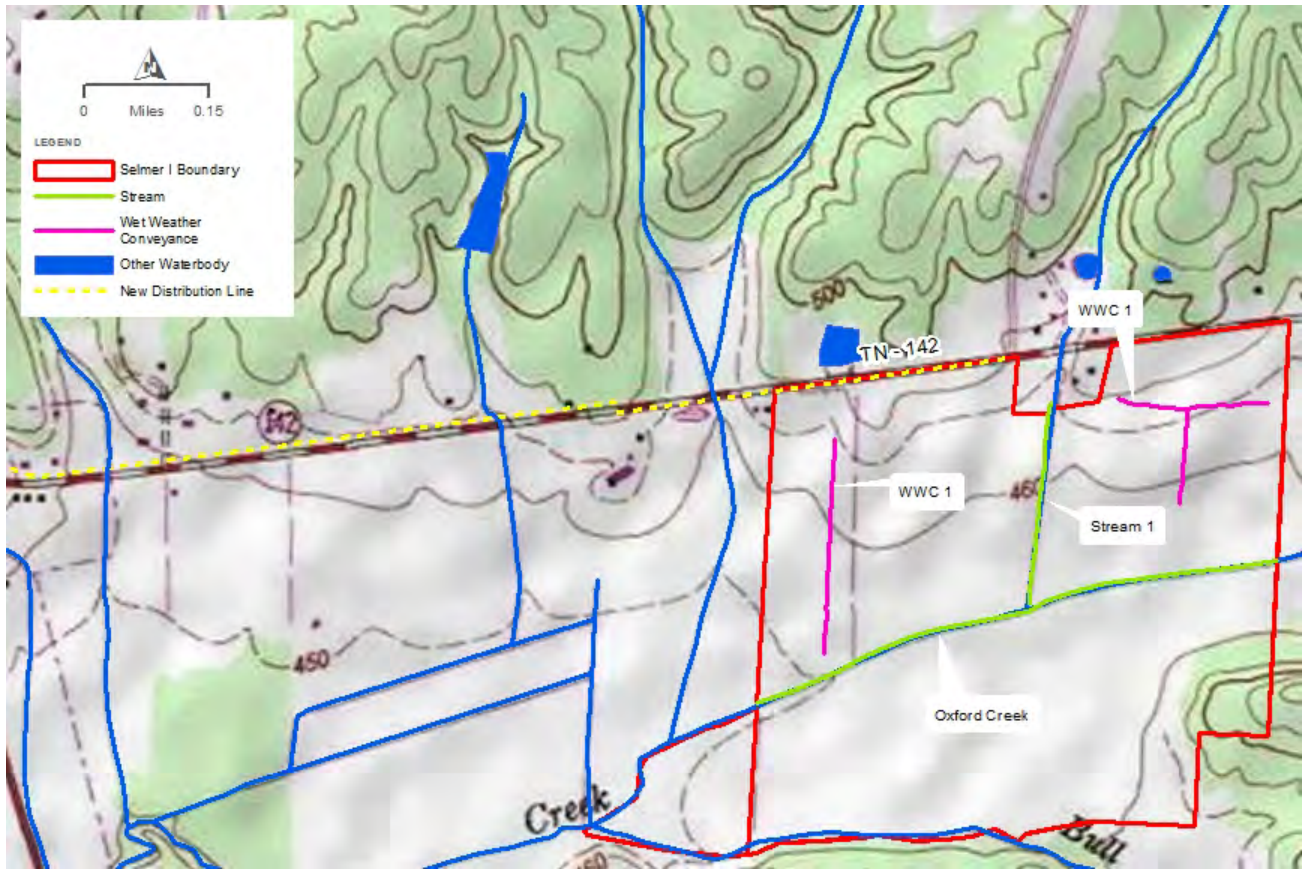 N
0 Miles 0.15
LEGEND
Selmer I Boundary
Stream
Wet Weather
Conveyance
Other Waterbody
New Distribution Line
500
WWC 1
TN - 142
142
WWC 1
460
Stream 1
450
Oxford Creek
Creek
Bull
450